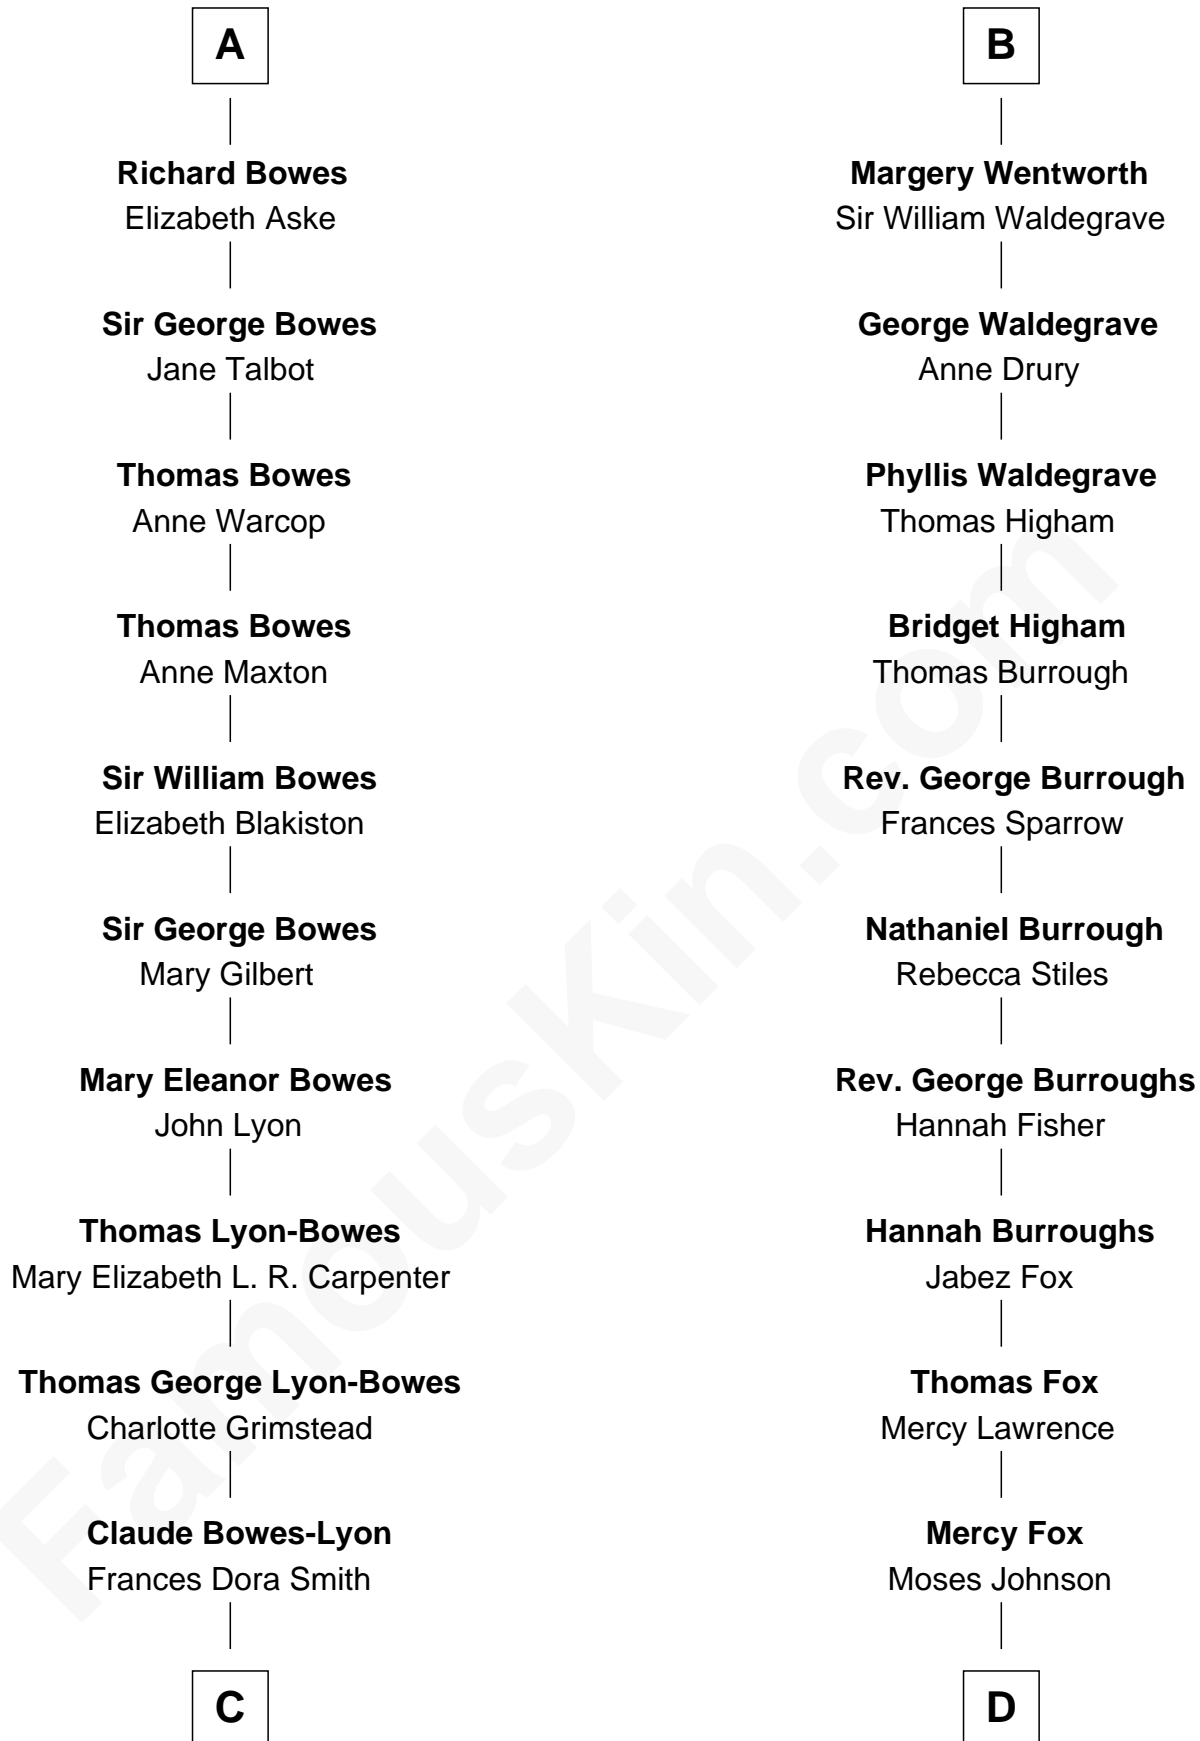 A
Richard Bowes
Elizabeth Aske
Sir George Bowes
Jane Talbot
Thomas Bowes
Anne Warcop
Thomas Bowes
Anne Maxton
Sir William Bowes
Elizabeth Blakiston
Sir George Bowes
Mary Gilbert
Mary Eleanor Bowes
John Lyon
Thomas Lyon-Bowes
Mary Elizabeth L. R. Carpenter
Thomas George Lyon-Bowes
Charlotte Grimstead
Claude Bowes-Lyon
Frances Dora Smith
C
B
Margery Wentworth
Sir William Waldegrave
George Waldegrave
Anne Drury
Phyllis Waldegrave
Thomas Higham
Bridget Higham
Thomas Burrough
Rev. George Burrough
Frances Sparrow
Nathaniel Burrough
Rebecca Stiles
Rev. George Burroughs
Hannah Fisher
Hannah Burroughs
Jabez Fox
Thomas Fox
Mercy Lawrence
Mercy Fox
Moses Johnson
D
FamousKin.com